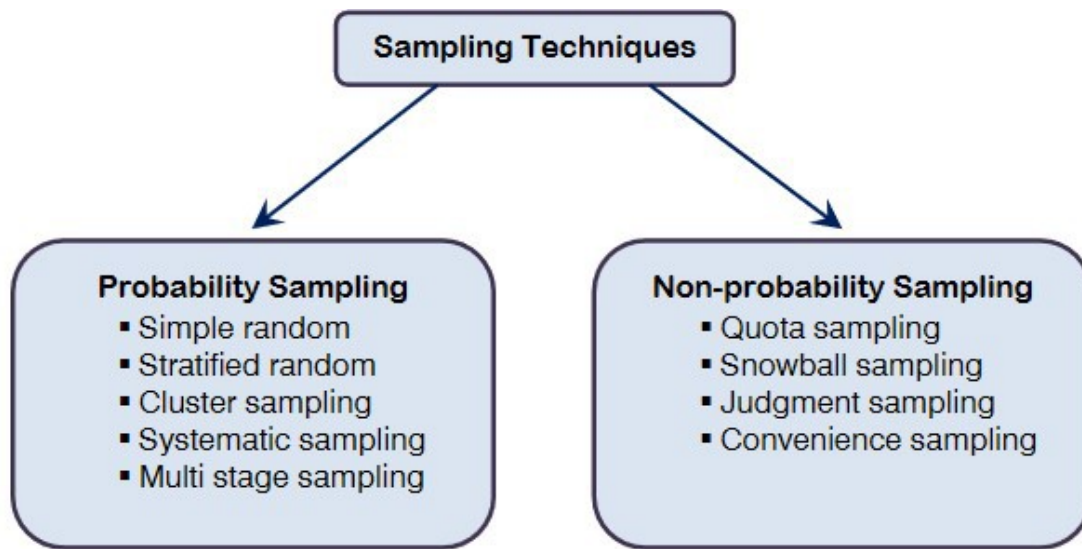 Sampling Techniques
Probability Sampling
▪ Simple random
▪ Stratified random
▪ Cluster sampling
▪ Systematic sampling
▪ Multi stage sampling
Non-probability Sampling
▪ Quota sampling
▪ Snowball sampling
▪ Judgment sampling
▪ Convenience sampling